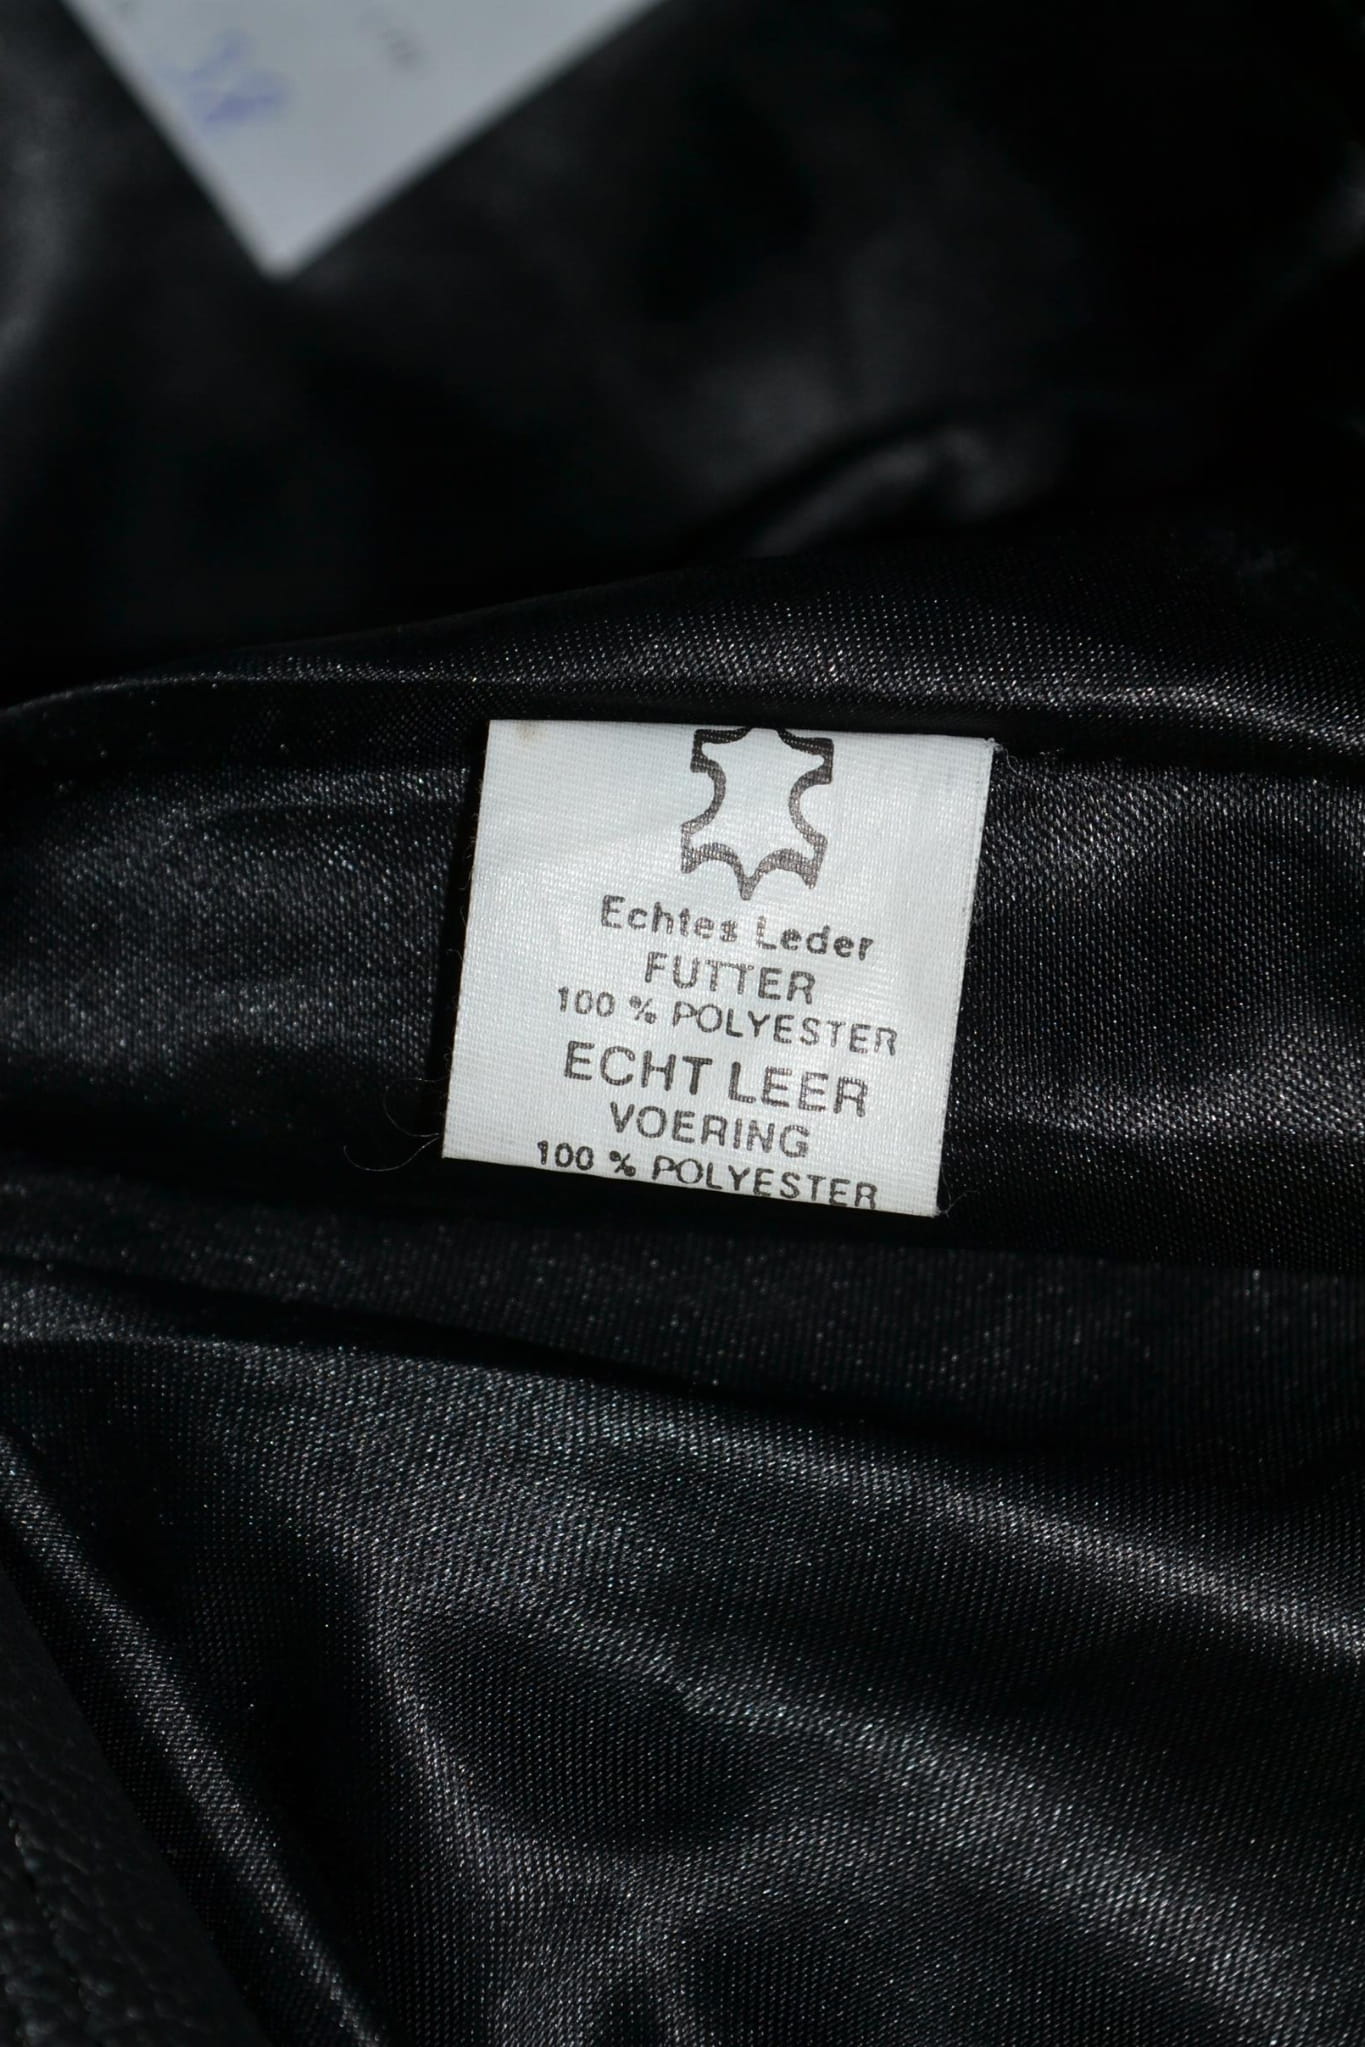 Echtes Leder
FUTTER
100 % POLYESTER
ECHT LEER
VOERING
100 % POLYESTER